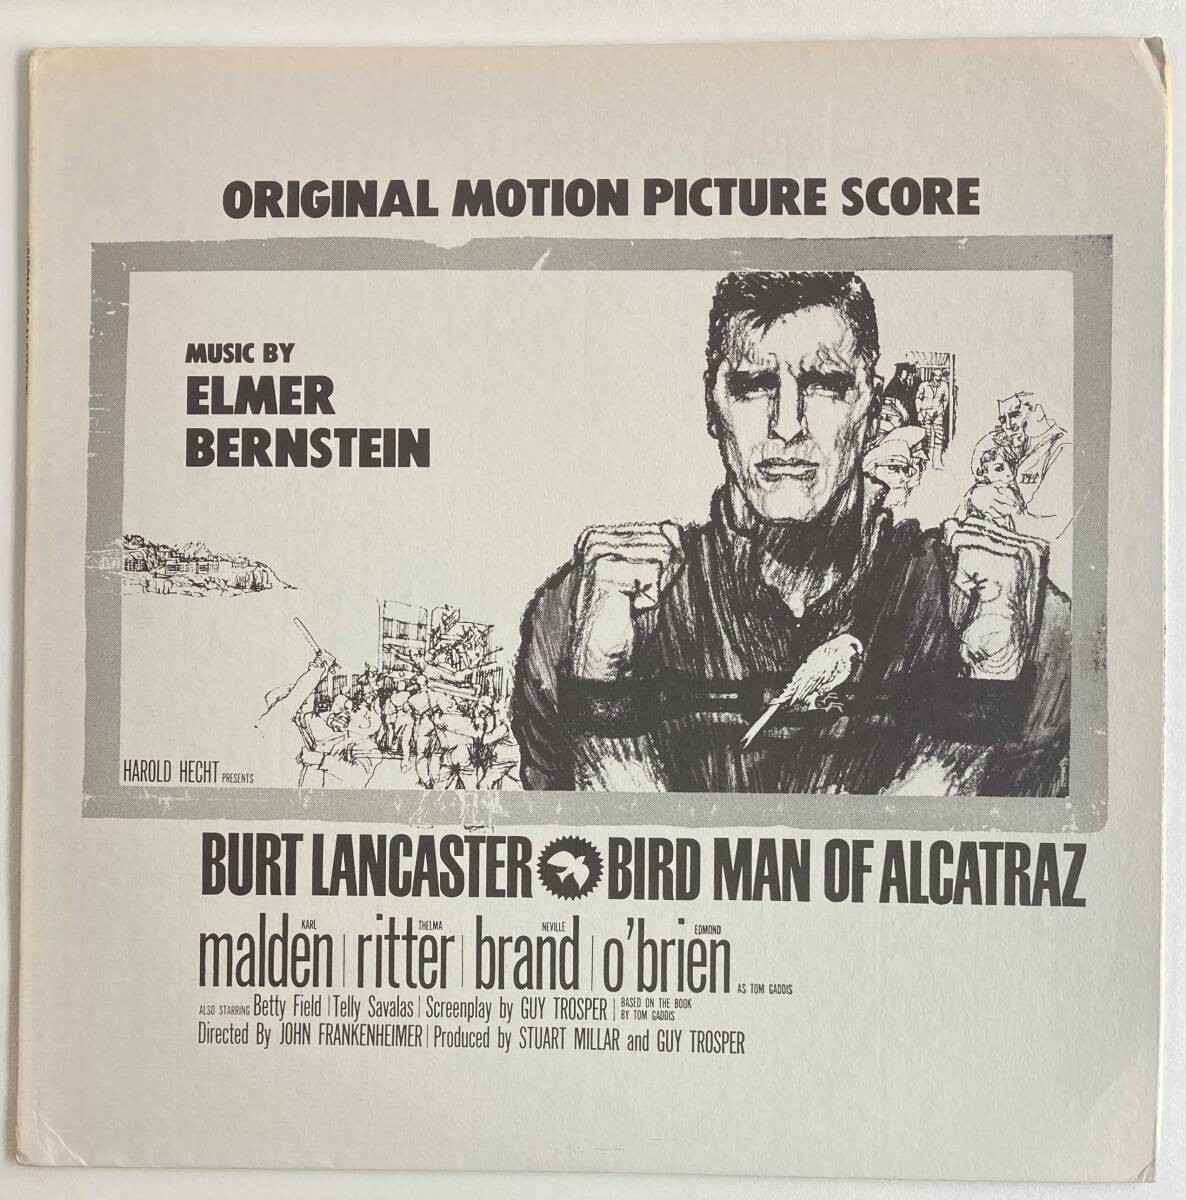 ORIGINAL MOTION PICTURE SCORE
MUSIC BY
ELMER
BERNSTEIN
HAROLD HECHT PRESENTS
BURT LANCASTER BIRD MAN OF ALCATRAZ
KARL malden | THELMA ritter | NEVILLE brand | EDMOND o'brien AS TOM GADDIS
ALSO STARRING Betty Field | Telly Savalas | Screenplay by GUY TROSPER | BASED ON THE BOOK BY TOM GADDIS
Directed By JOHN FRANKENHEIMER | Produced by STUART MILLAR and GUY TROSPER